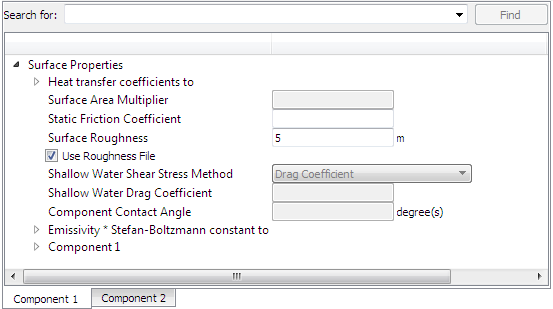 Search for: Find
Surface Properties
Heat transfer coefficients to
Surface Area Multiplier
Static Friction Coefficient
Surface Roughness 5 m
Use Roughness File
Shallow Water Shear Stress Method Drag Coefficient
Shallow Water Drag Coefficient
Component Contact Angle degree(s)
Emissivity * Stefan-Boltzmann constant to
Component 1
Component 1 Component 2